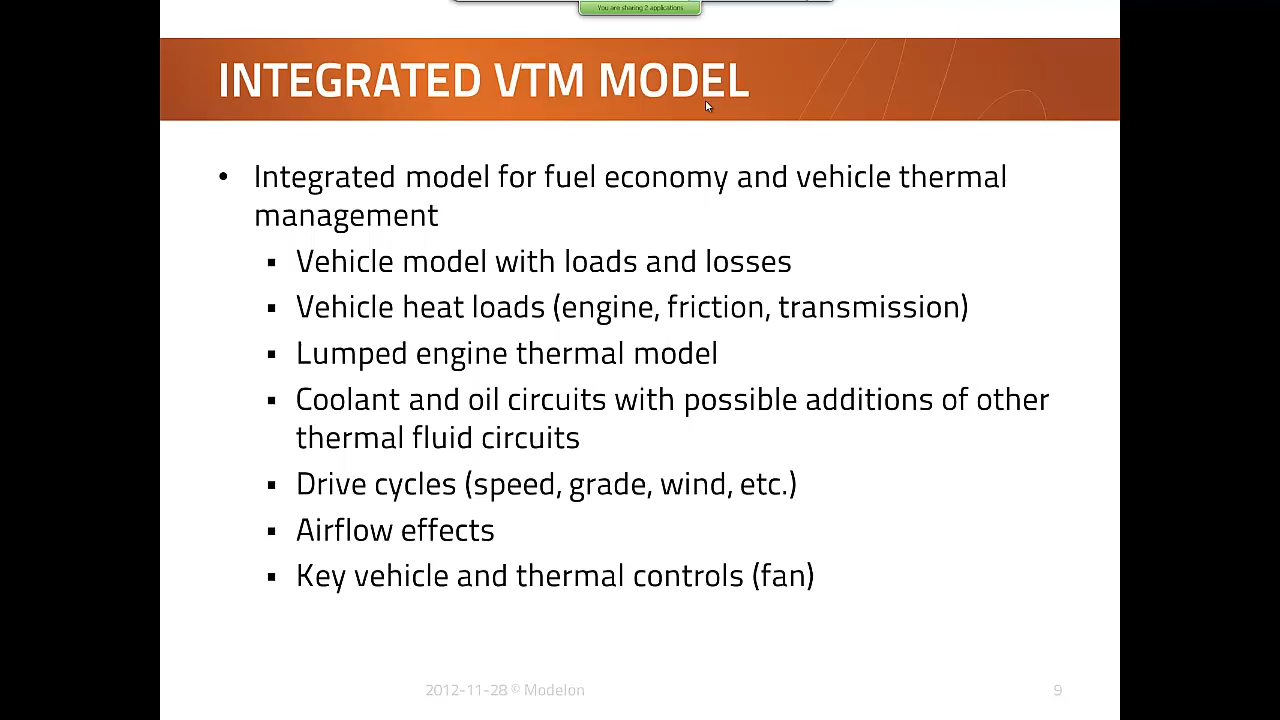 You are sharing 2 applications
INTEGRATED VTM MODEL
• Integrated model for fuel economy and vehicle thermal
management
▪ Vehicle model with loads and losses
▪ Vehicle heat loads (engine, friction, transmission)
▪ Lumped engine thermal model
▪ Coolant and oil circuits with possible additions of other
thermal fluid circuits
▪ Drive cycles (speed, grade, wind, etc.)
▪ Airflow effects
▪ Key vehicle and thermal controls (fan)
2012-11-28 © Modelon
9